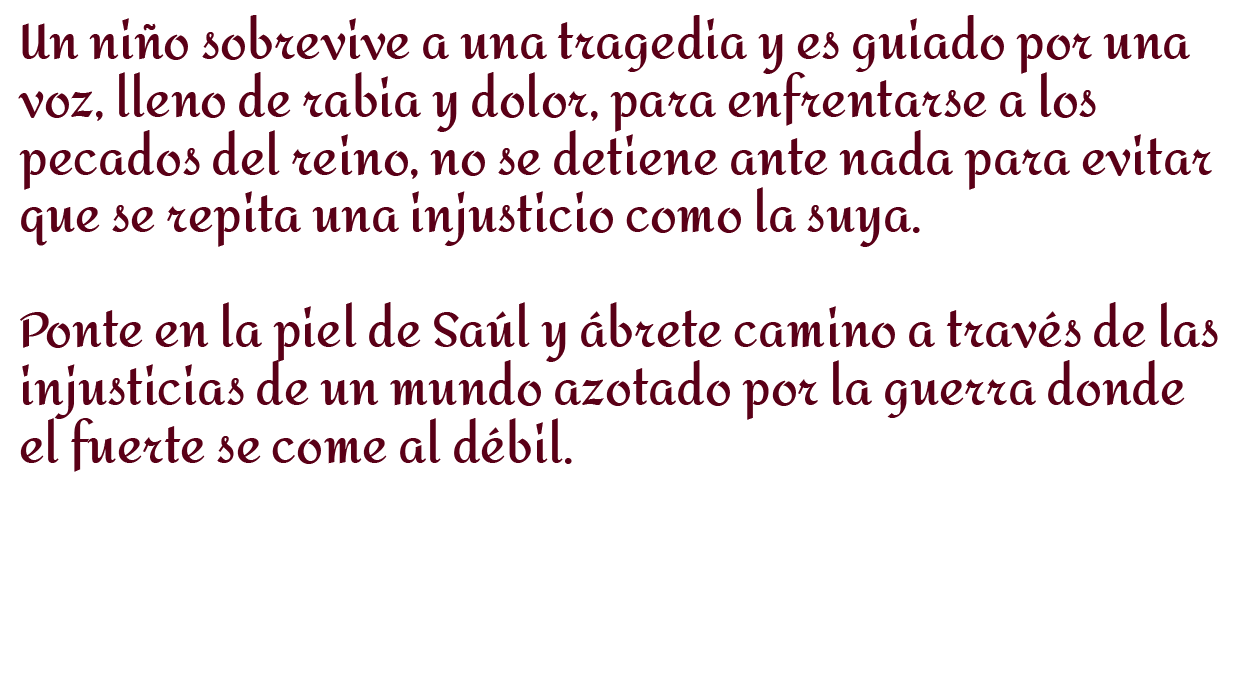 Un niño sobrevive a una tragedia y es guiado por una
voz, lleno de rabia y dolor, para enfrentarse a los
pecados del reino, no se detiene ante nada para evitar
que se repita una injusticio como la suya.
Ponte en la piel de Saúl y ábrete camino a través de las
injusticias de un mundo azotado por la guerra donde
el fuerte se come al débil.